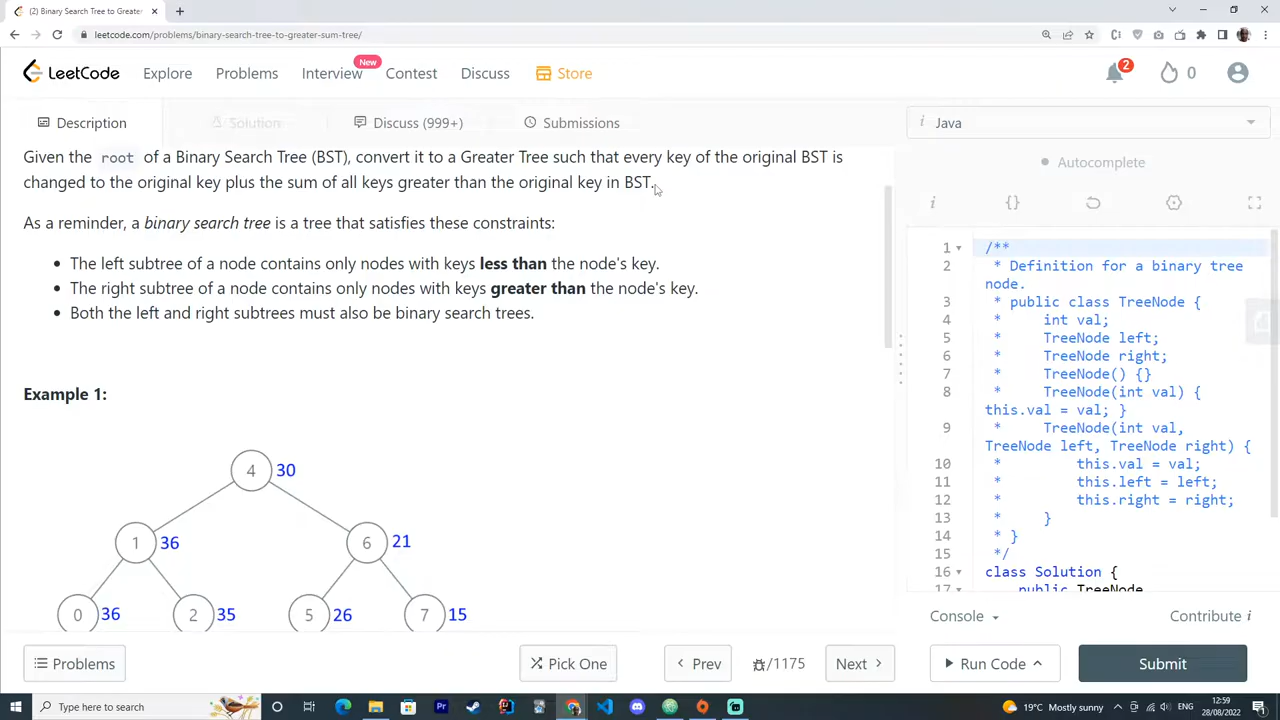 (2) Binary Search Tree to Greater
leetcode.com/problems/binary-search-tree-to-greater-sum-tree/
LeetCode Explore Problems Interview New Contest Discuss Store 2 0
Description Solution Discuss (999+) Submissions
Given the root of a Binary Search Tree (BST), convert it to a Greater Tree such that every key of the original BST is
changed to the original key plus the sum of all keys greater than the original key in BST.
As a reminder, a binary search tree is a tree that satisfies these constraints:
• The left subtree of a node contains only nodes with keys less than the node's key.
• The right subtree of a node contains only nodes with keys greater than the node's key.
• Both the left and right subtrees must also be binary search trees.
Example 1:
4 30
1 36 6 21
0 36 2 35 5 26 7 15
Problems Pick One Prev /1175 Next
i Java
Autocomplete
i {}
1 /**
2 * Definition for a binary tree
node.
3 * public class TreeNode {
4 * int val;
5 * TreeNode left;
6 * TreeNode right;
7 * TreeNode() {}
8 * TreeNode(int val) {
this.val = val; }
9 * TreeNode(int val,
TreeNode left, TreeNode right) {
10 * this.val = val;
11 * this.left = left;
12 * this.right = right;
13 * }
14 * }
15 */
16 class Solution {
17 public TreeNode
Console Contribute i
Run Code Submit
Type here to search
19°C Mostly sunny ENG 12:59
28/08/2022